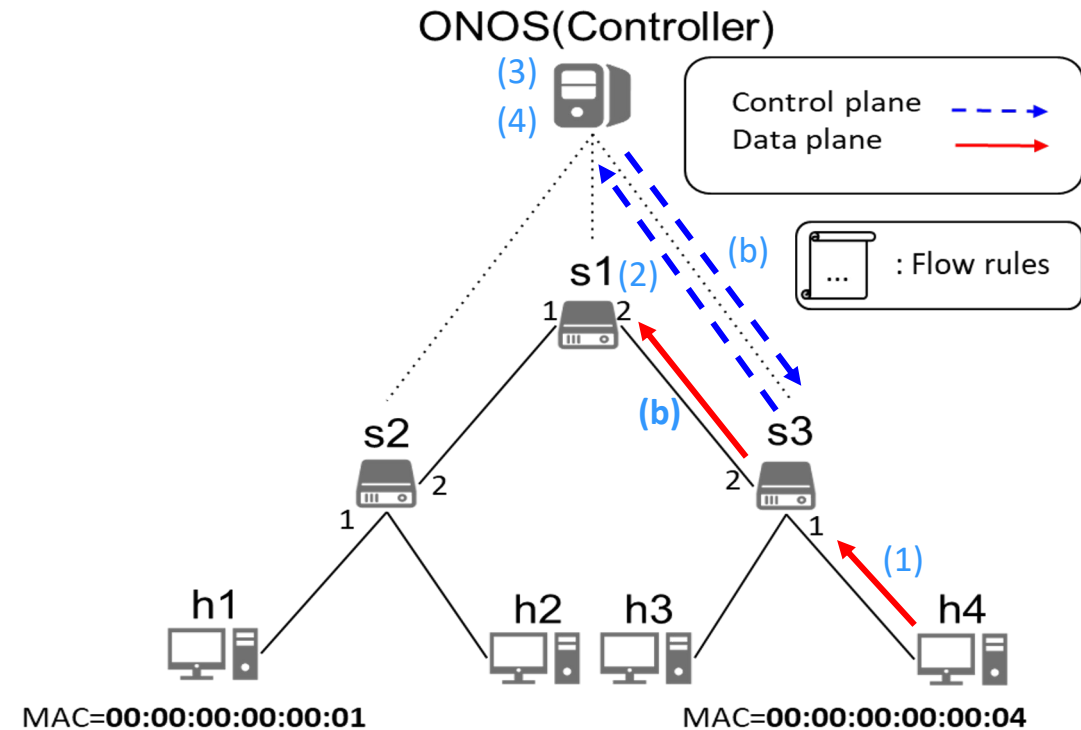 ONOS(Controller)
(3)
(4)
Control plane
Data plane
(b)
... : Flow rules
s1 (2)
1 2
(b)
s2
s3
2
2
1
1
(1)
h1
h2
h3
h4
MAC=00:00:00:00:00:01
MAC=00:00:00:00:00:04